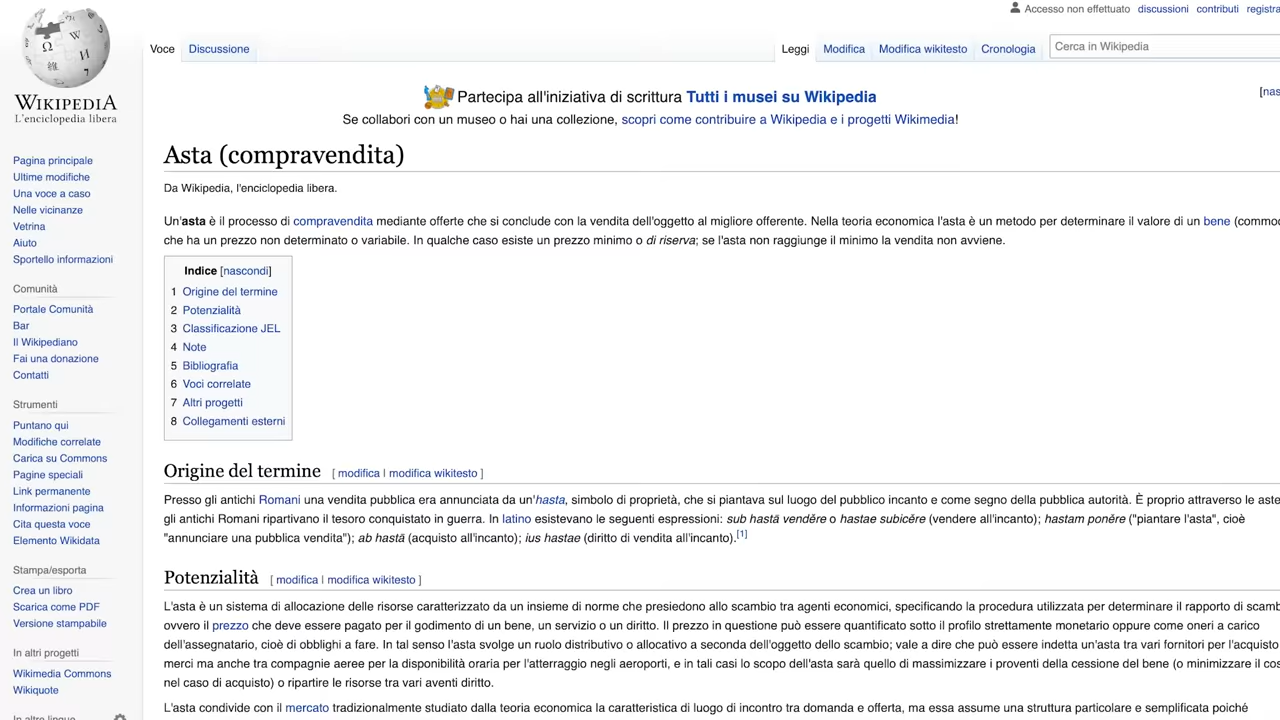 Accesso non effettuato discussioni contributi
WIKIPEDIA
L'enciclopedia libera
Voce Discussione Leggi Modifica Modifica wikitesto Cronologia Cerca in Wikipedia
Partecipa all'iniziativa di scrittura Tutti i musei su Wikipedia
Se collabori con un museo o hai una collezione, scopri come contribuire a Wikipedia e i progetti Wikimedia!
Pagina principale
Ultime modifiche
Una voce a caso
Nelle vicinanze
Vetrina
Aiuto
Sportello informazioni
Comunità
Portale Comunità
Bar
Il Wikipediano
Fai una donazione
Contatti
Strumenti
Puntano qui
Modifiche correlate
Carica su Commons
Pagine speciali
Link permanente
Informazioni pagina
Cita questa voce
Elemento Wikidata
Stampa/esporta
Crea un libro
Scarica come PDF
Versione stampabile
In altri progetti
Wikimedia Commons
Wikiquote
In altre lingue
Asta (compravendita)
Da Wikipedia, l'enciclopedia libera.
Un'asta è il processo di compravendita mediante offerte che si conclude con la vendita dell'oggetto al migliore offerente. Nella teoria economica l'asta è un metodo per determinare il valore di un bene
che ha un prezzo non determinato o variabile. In qualche caso esiste un prezzo minimo o di riserva; se l'asta non raggiunge il minimo la vendita non avviene.
Indice [nascondi]
1 Origine del termine
2 Potenzialità
3 Classificazione JEL
4 Note
5 Bibliografia
6 Voci correlate
7 Altri progetti
8 Collegamenti esterni
Origine del termine [ modifica | modifica wikitesto ]
Presso gli antichi Romani una vendita pubblica era annunciata da un'hasta, simbolo di proprietà, che si piantava sul luogo del pubblico incanto e come segno della pubblica autorità. È proprio attraverso le aste
gli antichi Romani ripartivano il tesoro conquistato in guerra. In latino esistevano le seguenti espressioni: sub hastā vendĕre o hastae subicĕre (vendere all'incanto); hastam ponĕre ("piantare l'asta", cioè
"annunciare una pubblica vendita"); ab hastā (acquisto all'incanto); ius hastae (diritto di vendita all'incanto).[1]
Potenzialità [ modifica | modifica wikitesto ]
L'asta è un sistema di allocazione delle risorse caratterizzato da un insieme di norme che presiedono allo scambio tra agenti economici, specificando la procedura utilizzata per determinare il rapporto di
ovvero il prezzo che deve essere pagato per il godimento di un bene, un servizio o un diritto. Il prezzo in questione può essere quantificato sotto il profilo strettamente monetario oppure come oneri a carico
dell'assegnatario, cioè di obblighi a fare. In tal senso l'asta svolge un ruolo distributivo o allocativo a seconda dell'oggetto dello scambio; vale a dire che può essere indetta un'asta tra vari fornitori per l'acquisto
merci ma anche tra compagnie aeree per la disponibilità oraria per l'atterraggio negli aeroporti, e in tali casi lo scopo dell'asta sarà quello di massimizzare i proventi della cessione del bene (o minimizzare il
nel caso di acquisto) o ripartire le risorse tra vari aventi diritto.
L'asta condivide con il mercato tradizionalmente studiato dalla teoria economica la caratteristica di luogo di incontro tra domanda e offerta, ma essa assume una struttura particolare e semplificata poiché